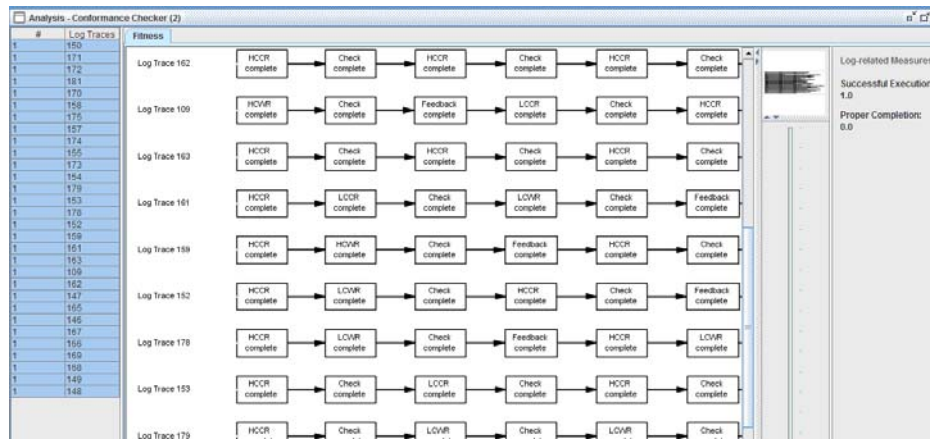 Analysis - Conformance Checker (2)
# Log Traces
Fitness
1 150
1 171
1 172
1 181
1 170
1 158
1 175
1 157
1 174
1 155
1 173
1 154
1 179
1 153
1 178
1 152
1 159
1 161
1 163
1 109
1 162
1 147
1 165
1 146
1 167
1 166
1 169
1 168
1 149
1 148
Log Trace 162 HCCR complete Check complete HCCR complete Check complete HCCR complete Check complete
Log Trace 109 HCWR complete Check complete Feedback complete LCCR complete Check complete HCCR complete
Log Trace 163 HCCR complete Check complete HCCR complete Check complete HCCR complete Check complete
Log Trace 161 HCCR complete LCCR complete Check complete LCWR complete Check complete Feedback complete
Log Trace 159 HCCR complete HCWR complete Check complete Feedback complete HCCR complete Check complete
Log Trace 152 HCCR complete LCWR complete Check complete HCCR complete Check complete Feedback complete
Log Trace 178 HCCR complete LCWR complete Check complete Feedback complete HCCR complete LCWR complete
Log Trace 153 HCCR complete Check complete LCCR complete Check complete HCCR complete Check complete
Log Trace 179 HCCR complete Check complete LCWR complete Check complete HCCR complete Check complete
Log-related Measures
Successful Execution
1.0
Proper Completion:
0.0